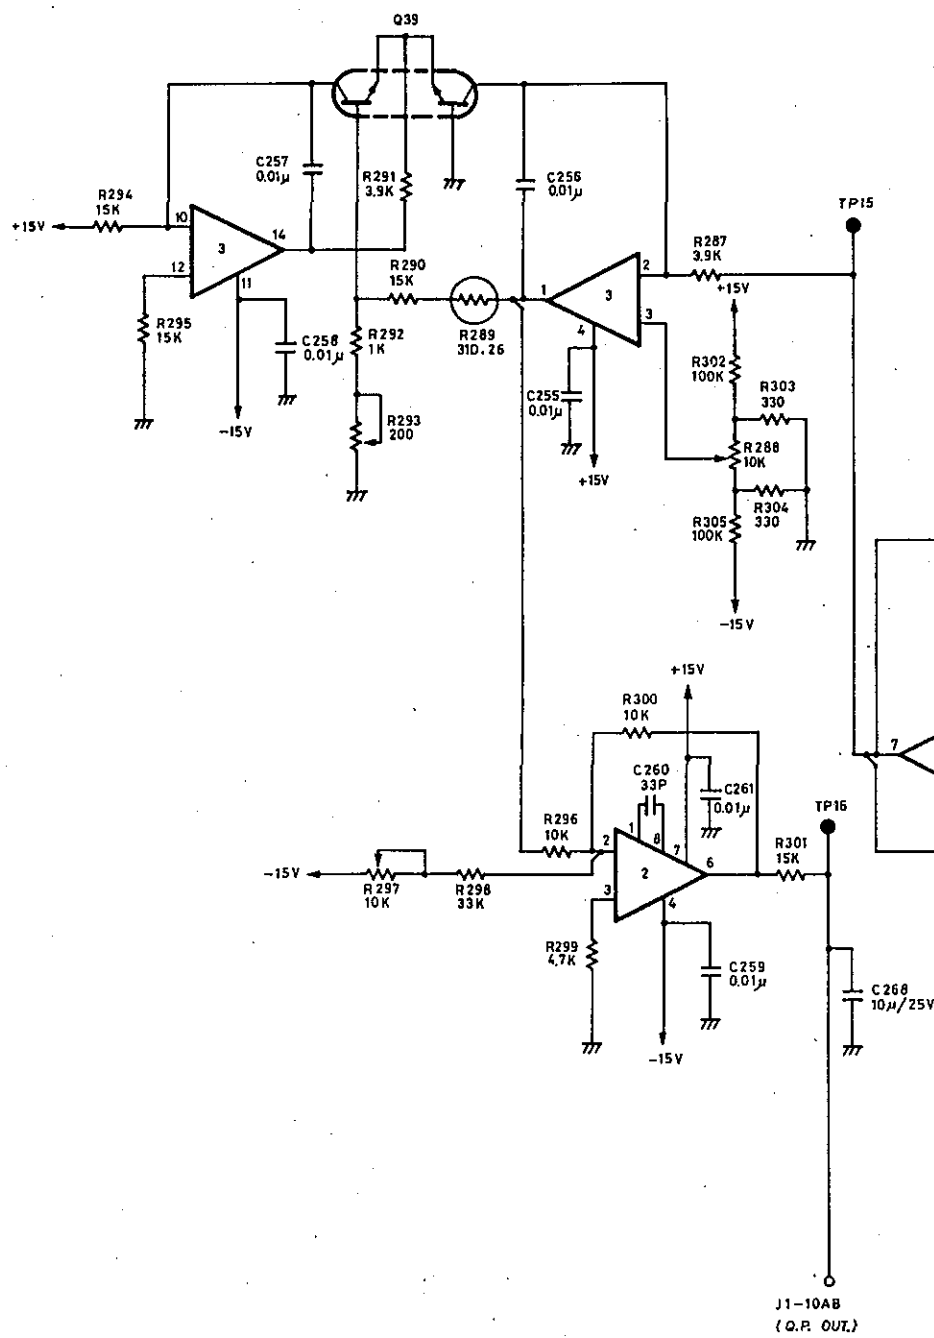 Q39
C257
0.01μ
R291
3.9K
C256
0.01μ
R294
15K
+15V
10
12
3
14
11
R295
15K
C258
0.01μ
-15V
R290
15K
R289
31D.26
R292
1K
R293
200
1
3
4
2
3
C255
0.01μ
+15V
R287
3.9K
TP15
+15V
R302
100K
R303
330
R288
10K
R304
330
R305
100K
-15V
+15V
R300
10K
C260
33P
C261
0.01μ
R296
10K
1
8
7
2
2
6
3
4
-15V
R297
10K
R298
33K
R299
4.7K
C259
0.01μ
-15V
R301
15K
TP16
7
C268
10μ/25V
J1-10AB
(Q.P. OUT.)